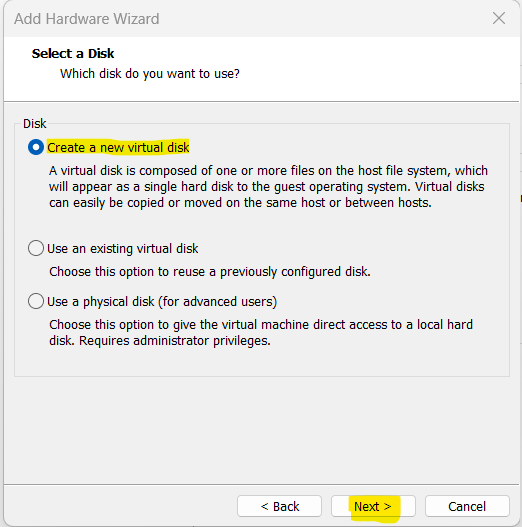 Add Hardware Wizard
Select a Disk
Which disk do you want to use?
Disk
Create a new virtual disk
A virtual disk is composed of one or more files on the host file system, which
will appear as a single hard disk to the guest operating system. Virtual disks
can easily be copied or moved on the same host or between hosts.
Use an existing virtual disk
Choose this option to reuse a previously configured disk.
Use a physical disk (for advanced users)
Choose this option to give the virtual machine direct access to a local hard
disk. Requires administrator privileges.
< Back
Next >
Cancel